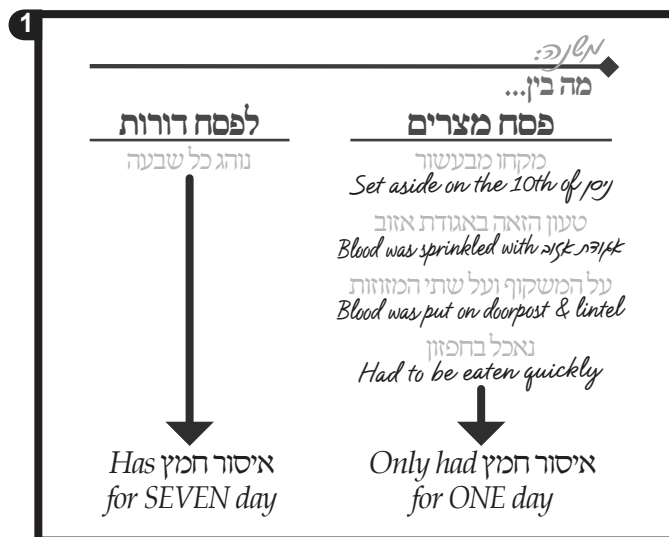 1
משנה:
מה בין...
פסח מצרים
מקחו מבעשור
Set aside on the 10th of ניסן
טעון הזאה באגודת אזוב
Blood was sprinkled with אגודת אזוב
על המשקוף ועל שתי המזוזות
Blood was put on doorpost & lintel
נאכל בחפזון
Had to be eaten quickly
Only had איסור חמץ
for ONE day
לפסח דורות
נוהג כל שבעה
Has איסור חמץ
for SEVEN day